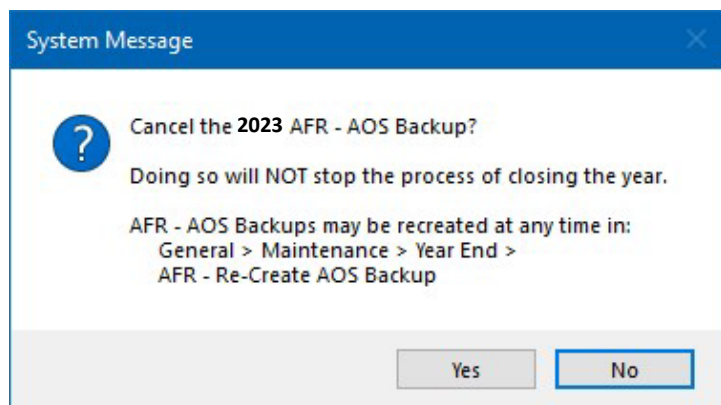 System Message
Cancel the 2023 AFR - AOS Backup?
Doing so will NOT stop the process of closing the year.
AFR - AOS Backups may be recreated at any time in:
General > Maintenance > Year End >
AFR - Re-Create AOS Backup
Yes No